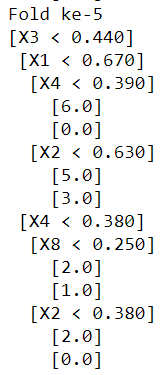 Fold ke-5
[X3 < 0.440]
[X1 < 0.670]
[X4 < 0.390]
[6.0]
[0.0]
[X2 < 0.630]
[5.0]
[3.0]
[X4 < 0.380]
[X8 < 0.250]
[2.0]
[1.0]
[X2 < 0.380]
[2.0]
[0.0]